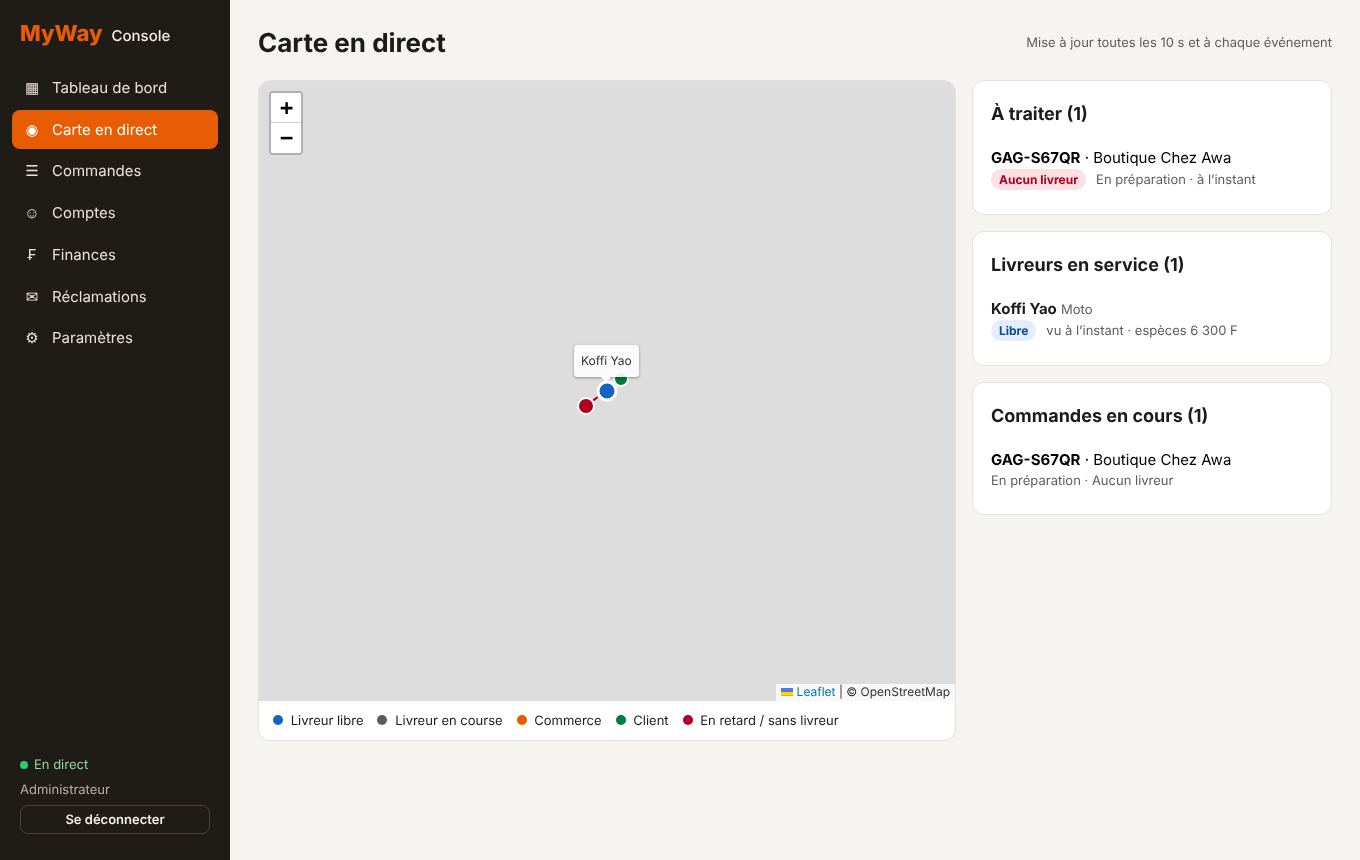 MyWay Console
Tableau de bord
Carte en direct
Commandes
Comptes
₣ Finances
Réclamations
Paramètres
En direct
Administrateur
Se déconnecter
Carte en direct
Mise à jour toutes les 10 s et à chaque événement
+
−
Koffi Yao
Leaflet | © OpenStreetMap
Livreur libre
Livreur en course
Commerce
Client
En retard / sans livreur
À traiter (1)
GAG-S67QR · Boutique Chez Awa
Aucun livreur En préparation · à l’instant
Livreurs en service (1)
Koffi Yao Moto
Libre vu à l’instant · espèces 6 300 F
Commandes en cours (1)
GAG-S67QR · Boutique Chez Awa
En préparation · Aucun livreur